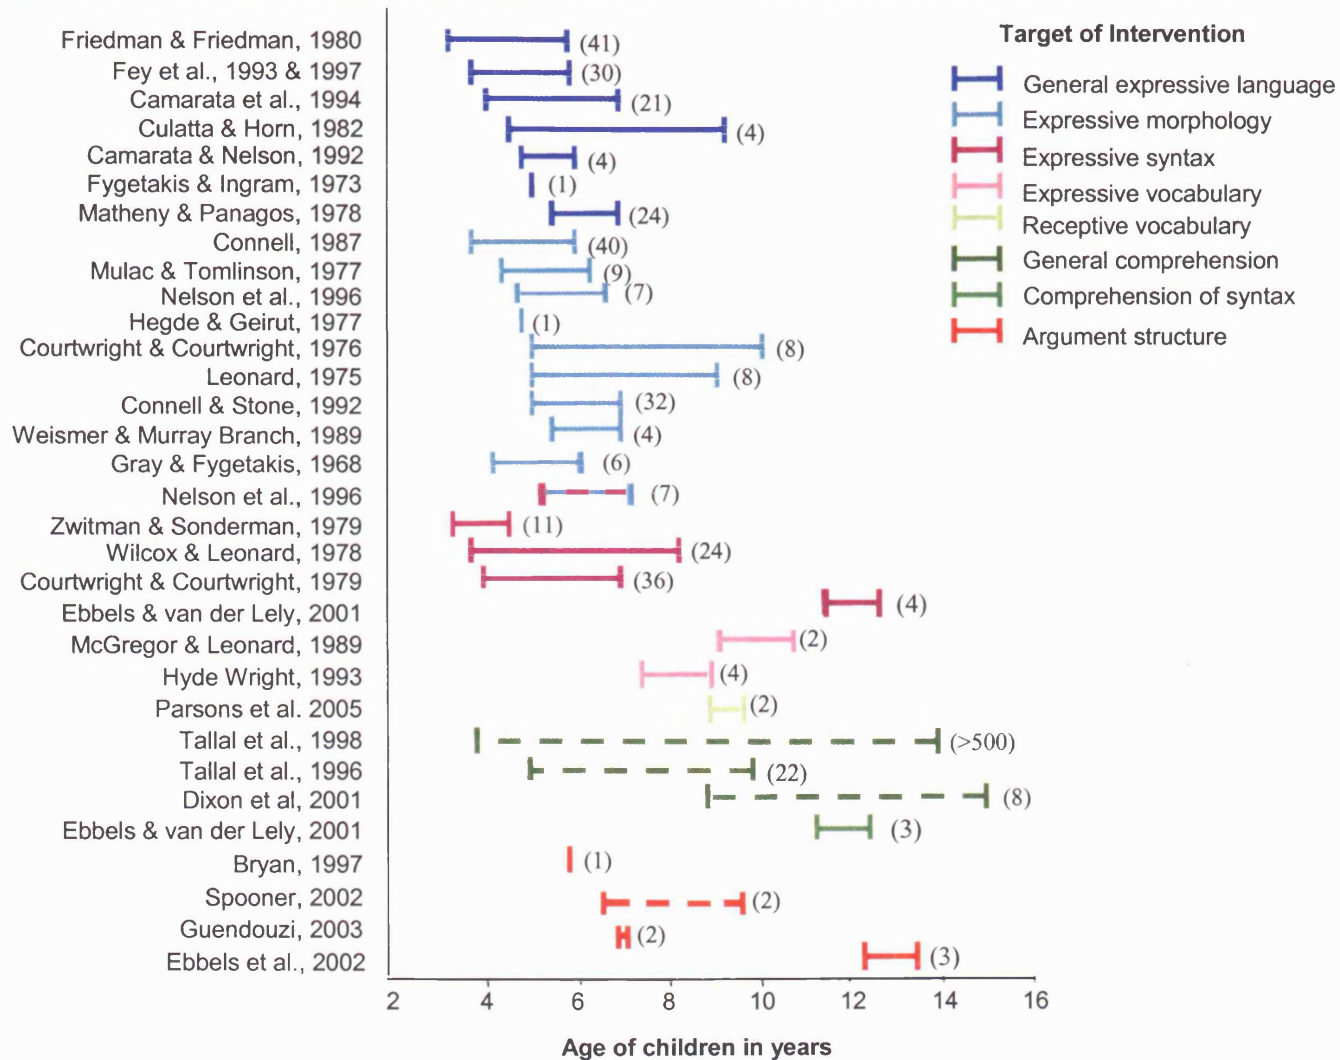 Friedman & Friedman, 1980 (41)
Fey et al., 1993 & 1997 (30)
Camarata et al., 1994 (21)
Culatta & Horn, 1982 (4)
Camarata & Nelson, 1992 (4)
Fygetakis & Ingram, 1973 (1)
Matheny & Panagos, 1978 (24)
Connell, 1987 (40)
Mulac & Tomlinson, 1977 (9)
Nelson et al., 1996 (7)
Hegde & Geirut, 1977 (1)
Courtwright & Courtwright, 1976 (8)
Leonard, 1975 (8)
Connell & Stone, 1992 (32)
Weismer & Murray Branch, 1989 (4)
Gray & Fygetakis, 1968 (6)
Nelson et al., 1996 (7)
Zwitman & Sonderman, 1979 (11)
Wilcox & Leonard, 1978 (24)
Courtwright & Courtwright, 1979 (36)
Ebbels & van der Lely, 2001 (4)
McGregor & Leonard, 1989 (2)
Hyde Wright, 1993 (4)
Parsons et al. 2005 (2)
Tallal et al., 1998 (>500)
Tallal et al., 1996 (22)
Dixon et al, 2001 (8)
Ebbels & van der Lely, 2001 (3)
Bryan, 1997 (1)
Spooner, 2002 (2)
Guendouzi, 2003 (2)
Ebbels et al., 2002 (3)
2 4 6 8 10 12 14 16
Age of children in years
Target of Intervention
General expressive language
Expressive morphology
Expressive syntax
Expressive vocabulary
Receptive vocabulary
General comprehension
Comprehension of syntax
Argument structure